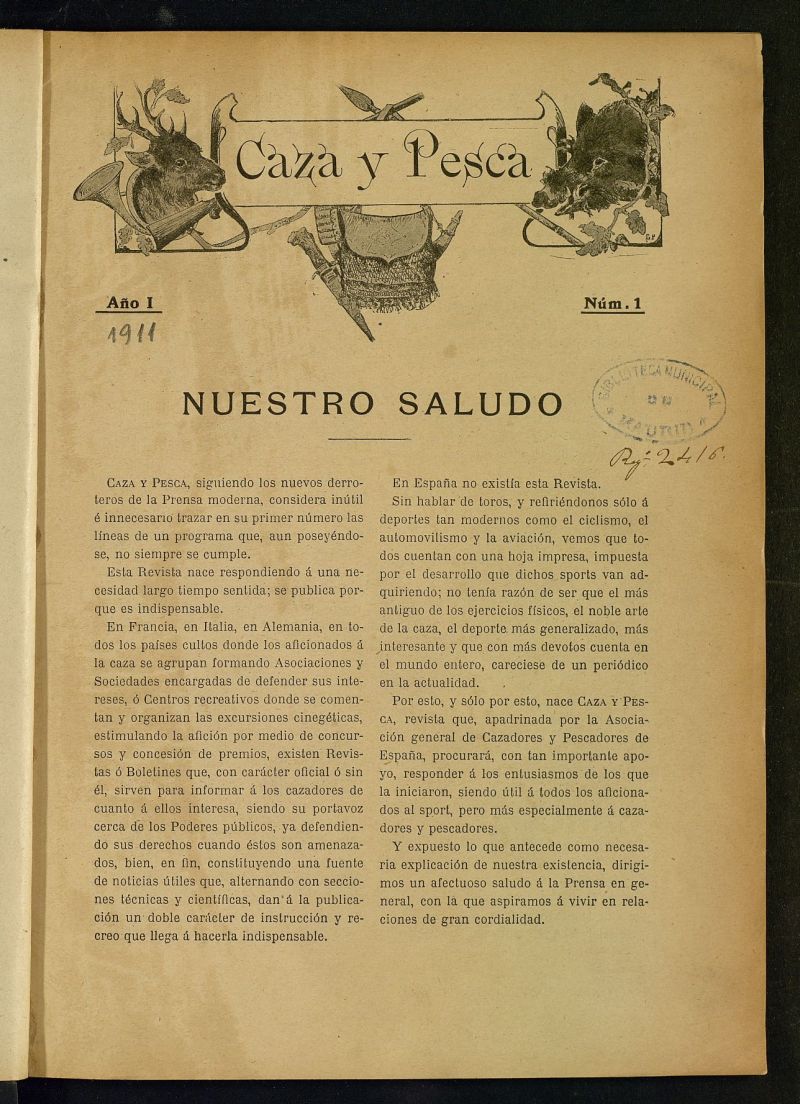 Caza y Pesca
Año I
Núm. 1
1911
NUESTRO SALUDO
BIBLIOTECA MUNICIPAL
MADRID
2416.
CAZA Y PESCA, siguiendo los nuevos derro-
teros de la Prensa moderna, considera inútil
é innecesario trazar en su primer número las
líneas de un programa que, aun poseyéndo-
se, no siempre se cumple.
Esta Revista nace respondiendo á una ne-
cesidad largo tiempo sentida; se publica por-
que es indispensable.
En Francia, en Italia, en Alemania, en to-
dos los países cultos donde los aficionados á
la caza se agrupan formando Asociaciones y
Sociedades encargadas de defender sus inte-
reses, ó Centros recreativos donde se comen-
tan y organizan las excursiones cinegéticas,
estimulando la afición por medio de concur-
sos y concesión de premios, existen Revis-
tas ó Boletines que, con carácter oficial ó sin
él, sirven para informar á los cazadores de
cuanto á ellos interesa, siendo su portavoz
cerca de los Poderes públicos, ya defendien-
do sus derechos cuando éstos son amenaza-
dos, bien, en fin, constituyendo una fuente
de noticias útiles que, alternando con seccio-
nes técnicas y científicas, dan á la publica-
ción un doble carácter de instrucción y re-
creo que llega á hacerla indispensable.
En España no existía esta Revista.
Sin hablar de toros, y refiriéndonos sólo á
deportes tan modernos como el ciclismo, el
automovilismo y la aviación, vemos que to-
dos cuentan con una hoja impresa, impuesta
por el desarrollo que dichos sports van ad-
quiriendo; no tenía razón de ser que el más
antiguo de los ejercicios físicos, el noble arte
de la caza, el deporte más generalizado, más
interesante y que con más devotos cuenta en
el mundo entero, careciese de un periódico
en la actualidad.
Por esto, y sólo por esto, nace CAZA Y PES-
CA, revista que, apadrinada por la Asocia-
ción general de Cazadores y Pescadores de
España, procurará, con tan importante apo-
yo, responder á los entusiasmos de los que
la iniciaron, siendo útil á todos los aficiona-
dos al sport, pero más especialmente á caza-
dores y pescadores.
Y expuesto lo que antecede como necesa-
ria explicación de nuestra existencia, dirigi-
mos un afectuoso saludo á la Prensa en ge-
neral, con la que aspiramos á vivir en rela-
ciones de gran cordialidad.